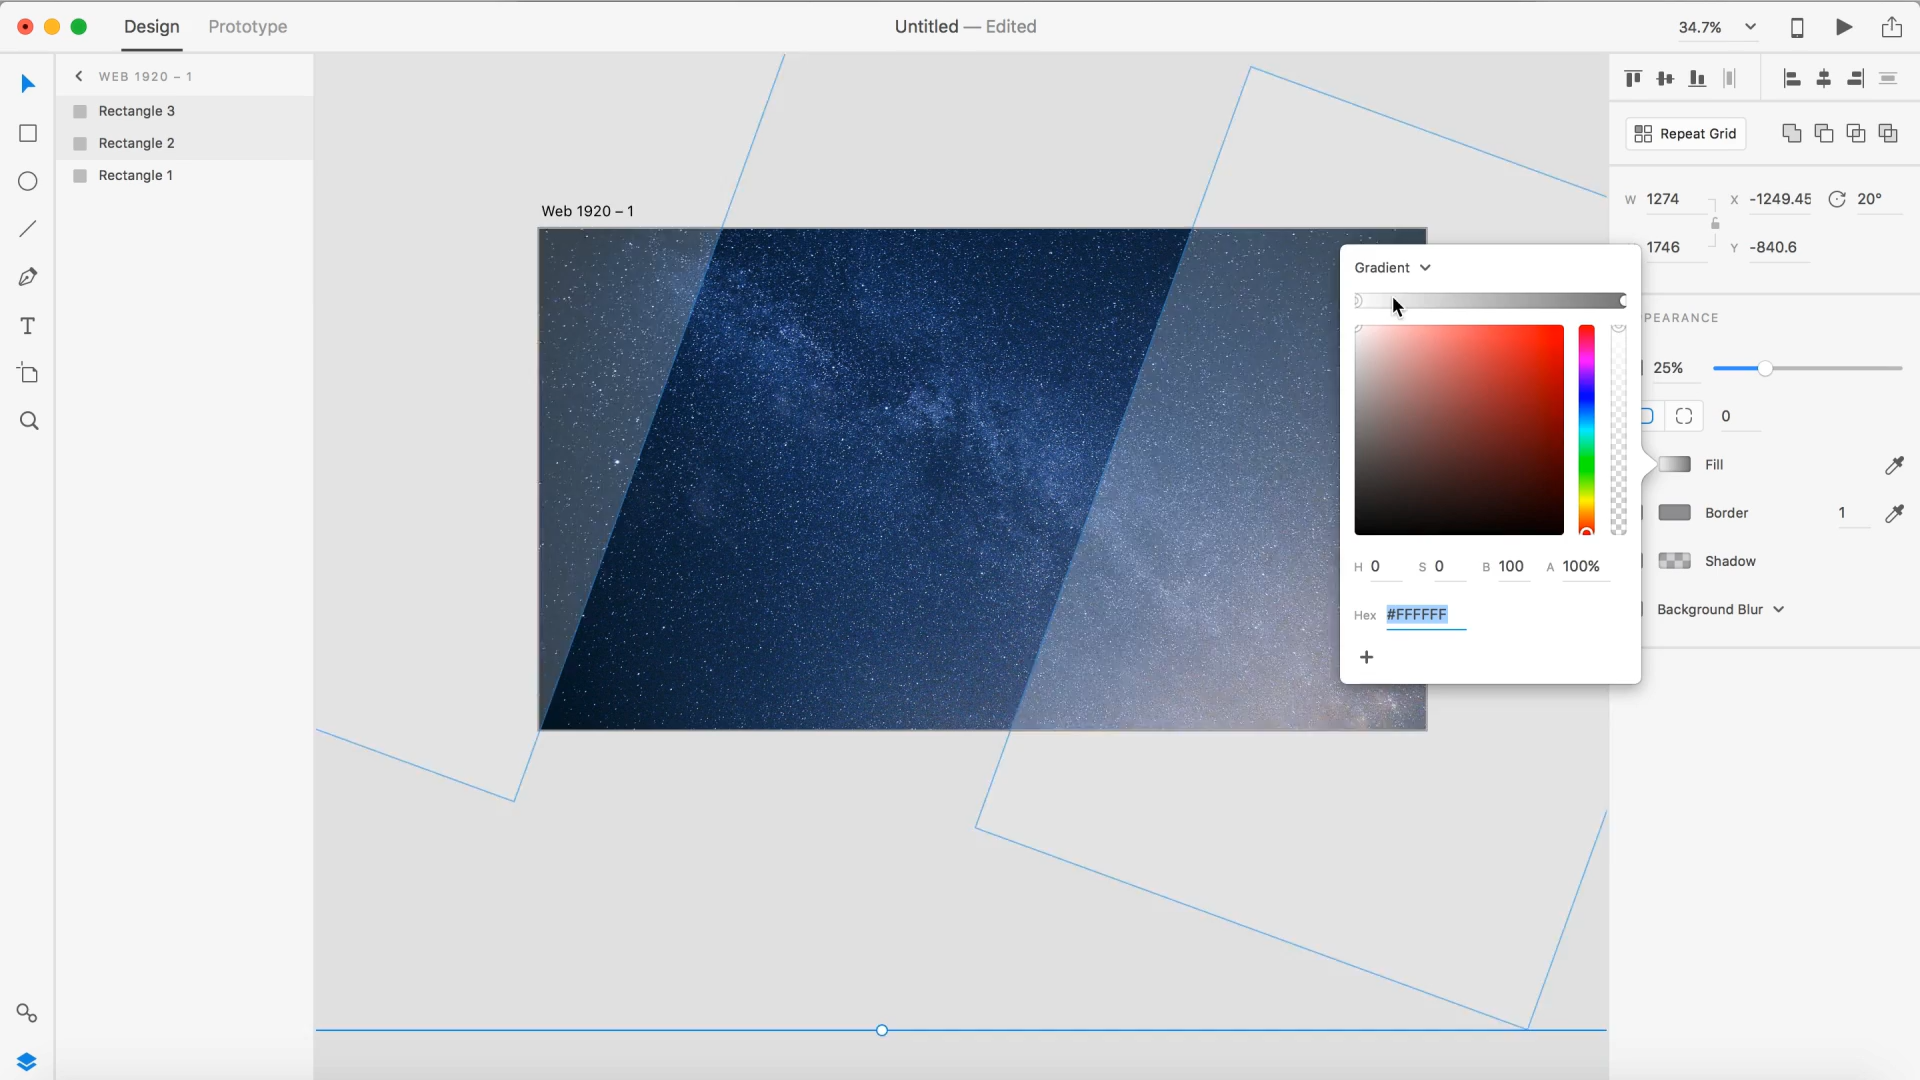 Design
Prototype
Untitled — Edited
34.7%
WEB 1920 – 1
Rectangle 3
Rectangle 2
Rectangle 1
Web 1920 – 1
Repeat Grid
W 1274
X -1249.45
20°
1746
Y -840.6
Gradient
PEARANCE
25%
0
Fill
Border
1
Shadow
Background Blur
H 0 S 0 B 100 A 100%
Hex #FFFFFF